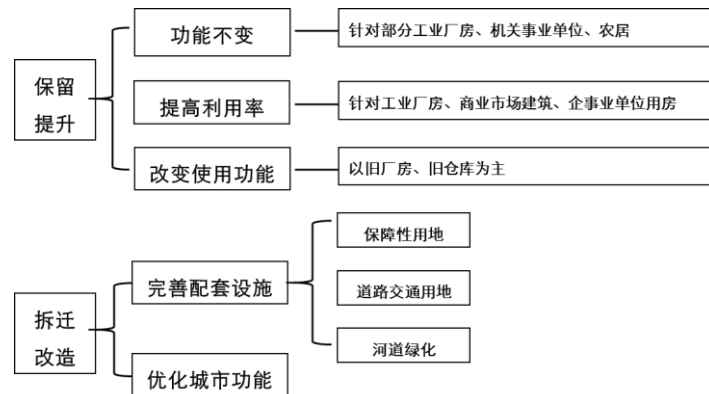 保留
提升
功能不变
针对部分工业厂房、机关事业单位、农居
提高利用率
针对工业厂房、商业市场建筑、企事业单位用房
改变使用功能
以旧厂房、旧仓库为主
拆迁
改造
完善配套设施
保障性用地
道路交通用地
河道绿化
优化城市功能